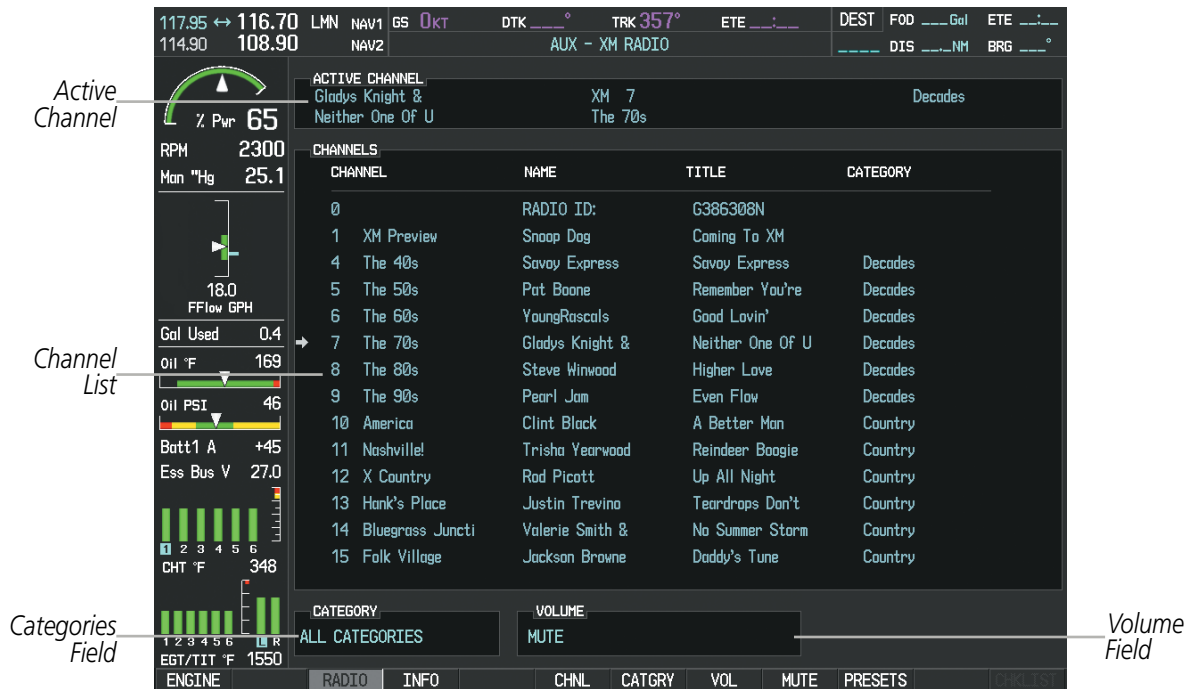 117.95 ↔ 116.70 LMN NAV1 GS 0KT DTK ___° TRK 357° ETE __:__ DEST FOD ___Gal ETE __:__
114.90 108.90 NAV2 AUX – XM RADIO ____ DIS __._NM BRG ___°
Active Channel
% Pwr 65
RPM 2300
Man "Hg 25.1
18.0
FFlow GPH
Gal Used 0.4
Oil °F 169
Oil PSI 46
Batt1 A +45
Ess Bus V 27.0
1 2 3 4 5 6
CHT °F 348
1 2 3 4 5 6 L R
EGT/TIT °F 1550
ACTIVE CHANNEL
Gladys Knight & XM 7 Decades
Neither One Of U The 70s
Channel List
CHANNELS
CHANNEL NAME TITLE CATEGORY
0 RADIO ID: G386308N
1 XM Preview Snoop Dog Coming To XM
4 The 40s Savoy Express Savoy Express Decades
5 The 50s Pat Boone Remember You're Decades
6 The 60s YoungRascals Good Lovin' Decades
7 The 70s Gladys Knight & Neither One Of U Decades
8 The 80s Steve Winwood Higher Love Decades
9 The 90s Pearl Jam Even Flow Decades
10 America Clint Black A Better Man Country
11 Nashville! Trisha Yearwood Reindeer Boogie Country
12 X Country Rod Picott Up All Night Country
13 Hank's Place Justin Trevino Teardrops Don't Country
14 Bluegrass Juncti Valerie Smith & No Summer Storm Country
15 Folk Village Jackson Browne Daddy's Tune Country
Categories Field
CATEGORY
ALL CATEGORIES
VOLUME
MUTE
Volume Field
ENGINE RADIO INFO CHNL CATGRY VOL MUTE PRESETS CHKLIST